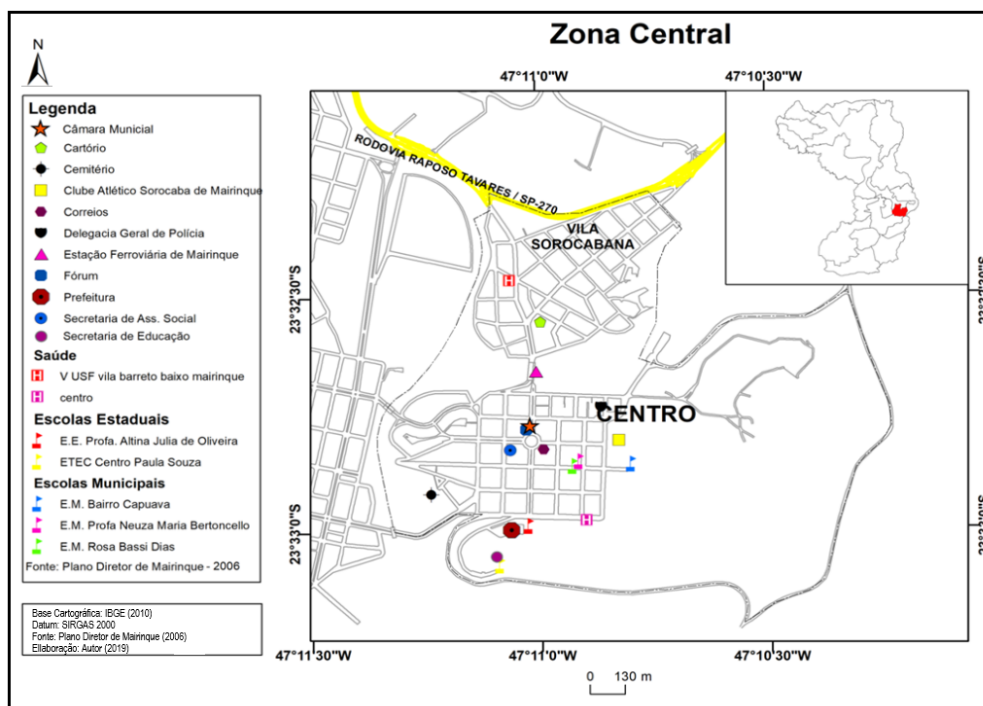 Zona Central
N
47°11'0"W
47°10'30"W
Legenda
Câmara Municipal
Cartório
Cemitério
Clube Atlético Sorocaba de Mairinque
Correios
Delegacia Geral de Polícia
Estação Ferroviária de Mairinque
Fórum
Prefeitura
Secretaria de Ass. Social
Secretaria de Educação
Saúde
H V USF vila barreto baixo mairinque
H centro
Escolas Estaduais
E.E. Profa. Altina Julia de Oliveira
ETEC Centro Paula Souza
Escolas Municipais
E.M. Bairro Capuava
E.M. Profa Neuza Maria Bertoncello
E.M. Rosa Bassi Dias
Fonte: Plano Diretor de Mairinque - 2006
Base Cartográfica: IBGE (2010)
Datum: SIRGAS 2000
Fonte: Plano Diretor de Mairinque (2006)
Ellaboração: Autor (2019)
RODOVIA RAPOSO TAVARES / SP-270
VILA
SOROCABANA
H
CENTRO
H
23°32'30"S
23°33'0"S
47°11'30"W
47°11'0"W
47°10'30"W
0 130 m